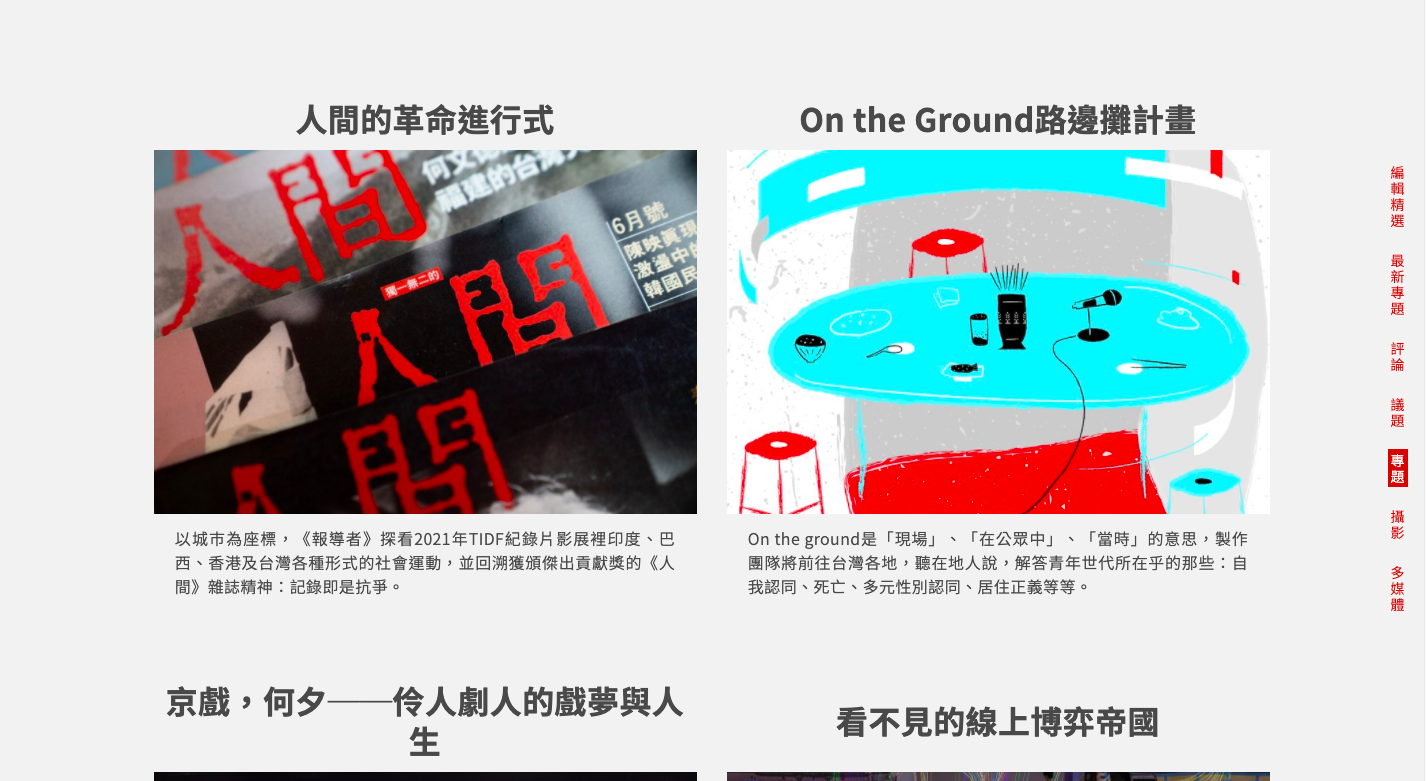 人間的革命進行式
On the Ground路邊攤計畫
人間
福建的台灣人
6月號
獨一無二的
人間
陳映眞現
激盪中的
韓國民
人間
以城市為座標，《報導者》探看2021年TIDF紀錄片影展裡印度、巴
西、香港及台灣各種形式的社會運動，並回溯獲頒傑出貢獻獎的《人
間》雜誌精神：記錄即是抗爭。
On the ground是「現場」、「在公眾中」、「當時」的意思，製作
團隊將前往台灣各地，聽在地人說，解答青年世代所在乎的那些：自
我認同、死亡、多元性別認同、居住正義等等。
京戲，何夕——伶人劇人的戲夢與人
生
看不見的線上博弈帝國
編輯精選
最新專題
評論
議題
專題
攝影
多媒體